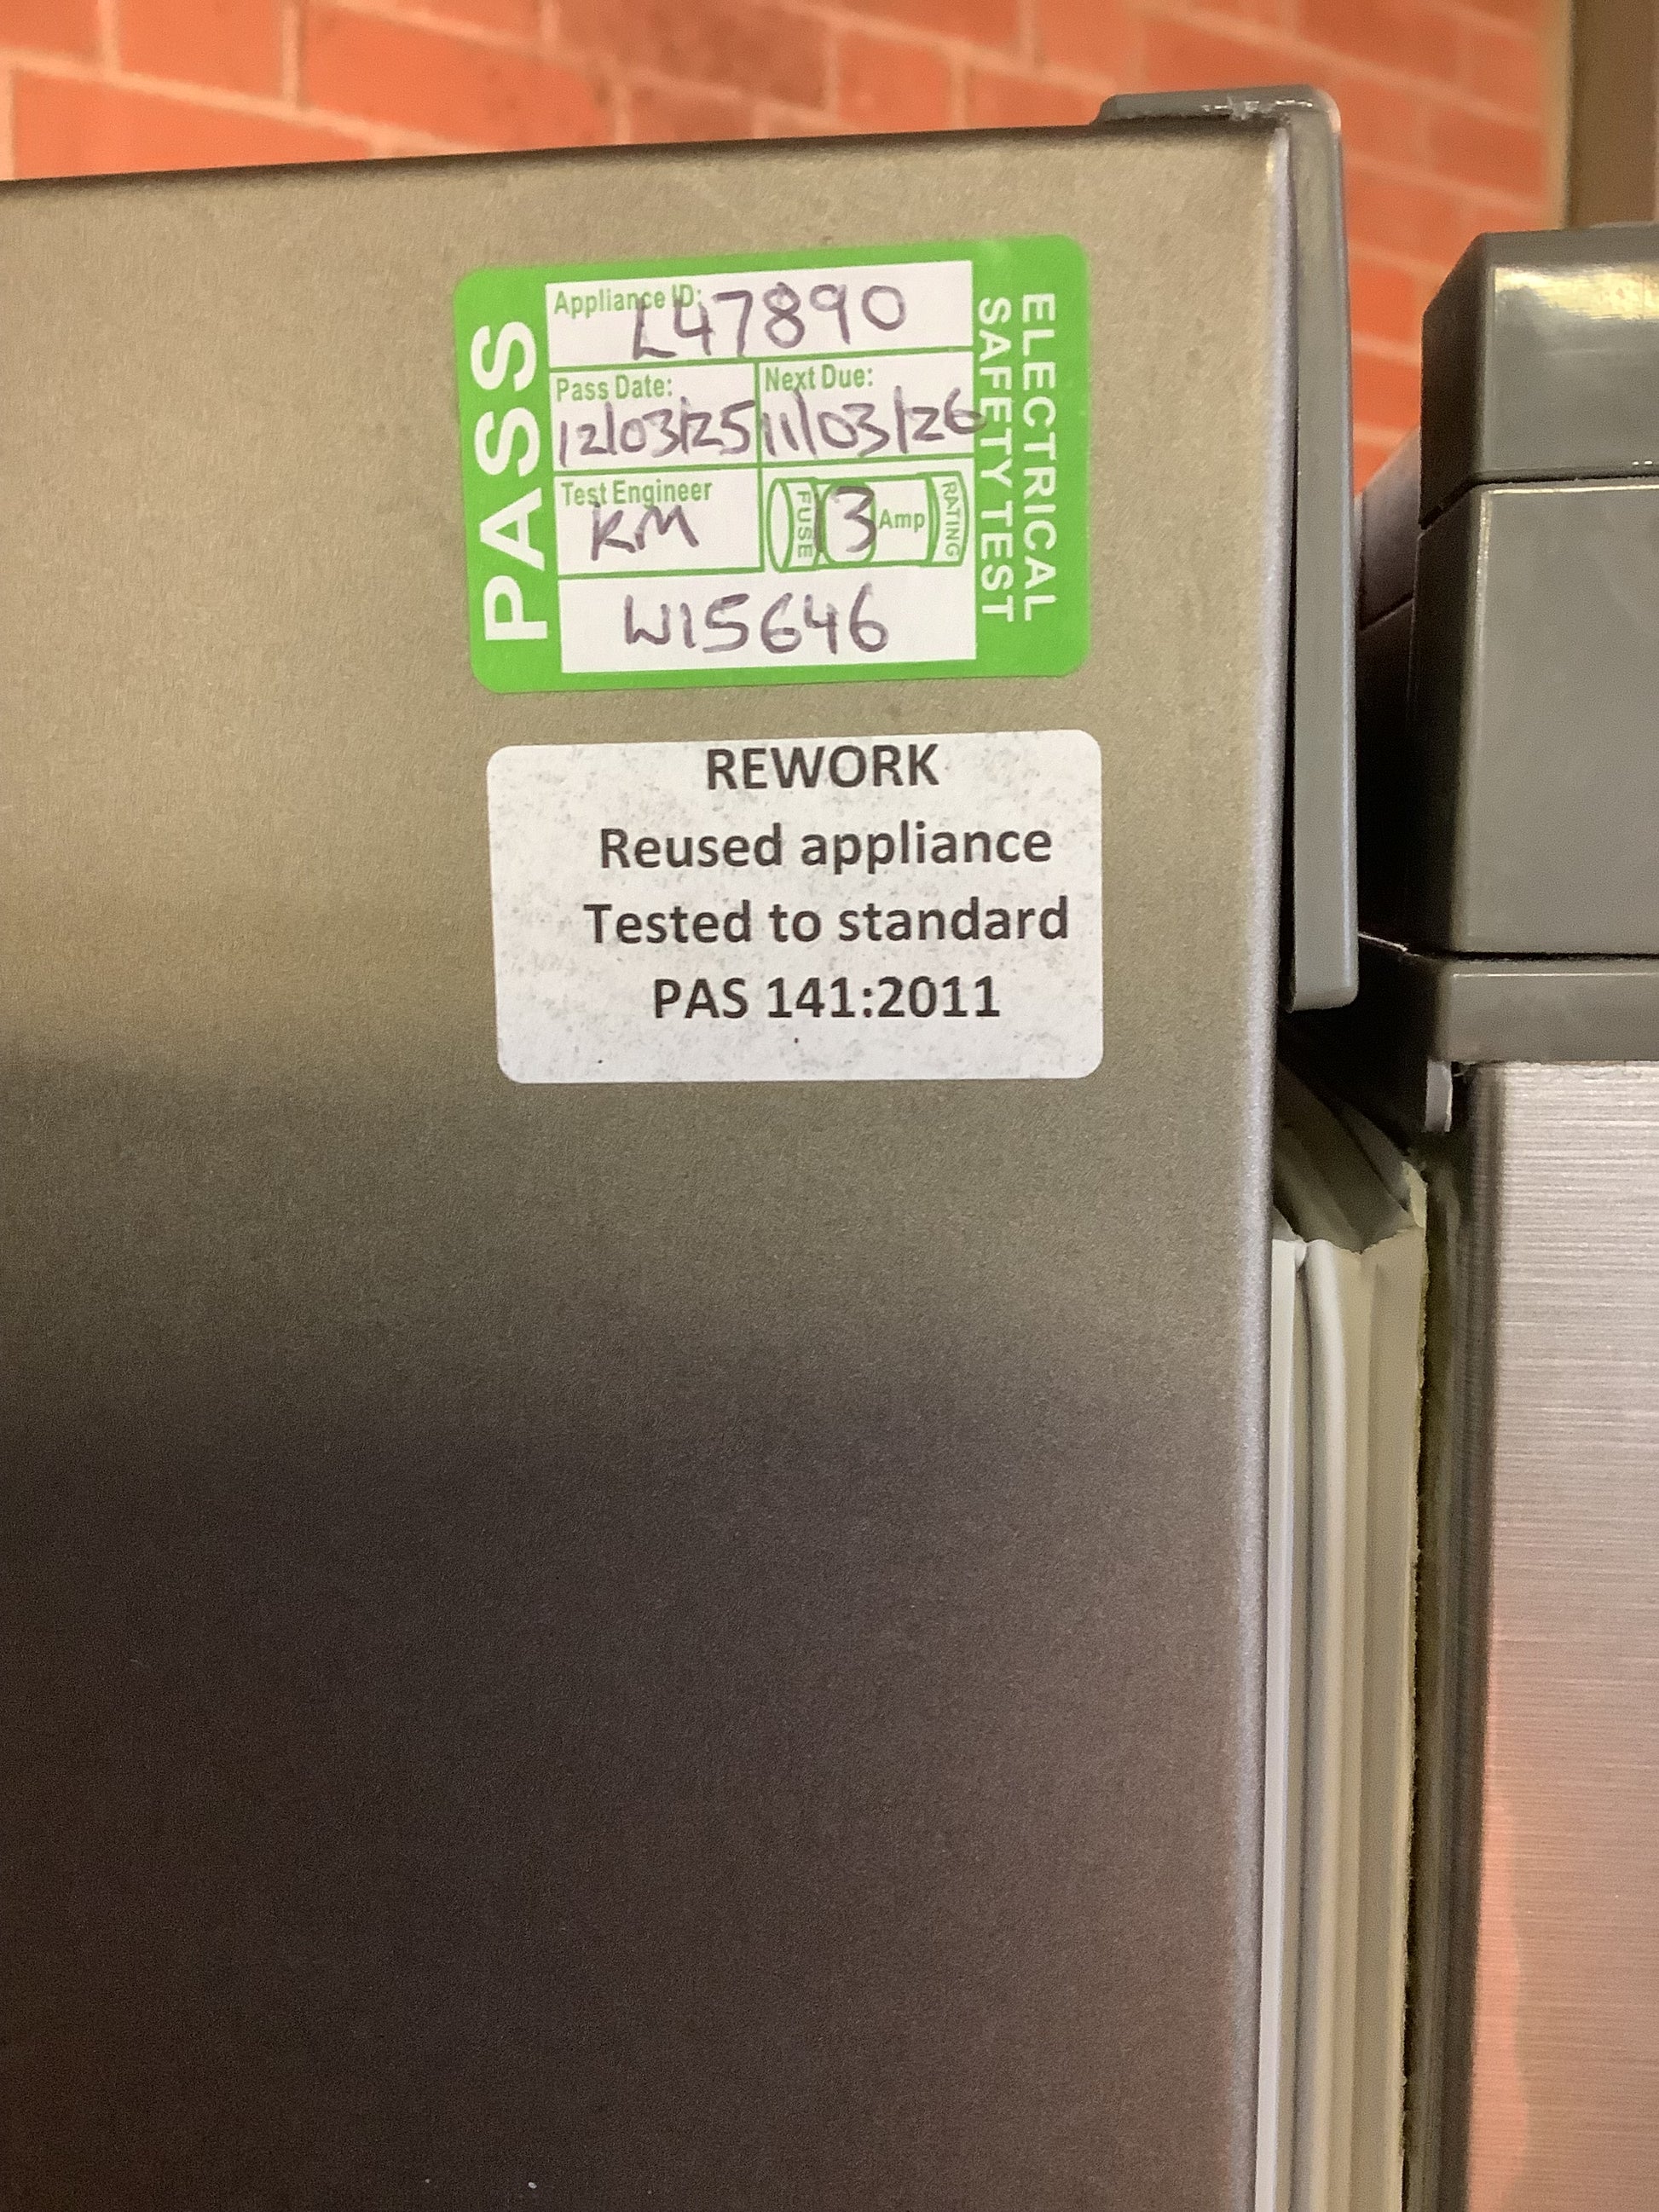 PASS
Appliance ID:
L47890
Pass Date:
12/03/25
Next Due:
11/03/26
Test Engineer
KM
FUSE
13 Amp
RATING
W15646
ELECTRICAL
SAFETY TEST
REWORK
Reused appliance
Tested to standard
PAS 141:2011